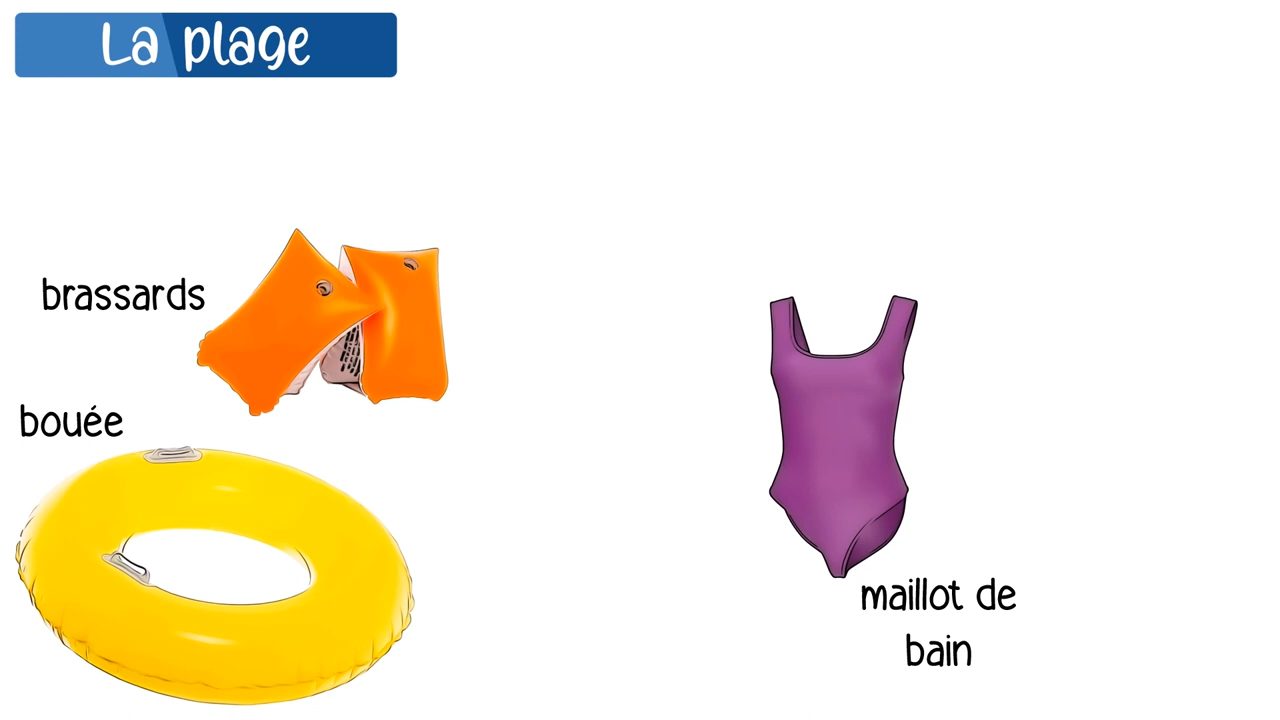 La plage
brassards
bouée
maillot de
bain